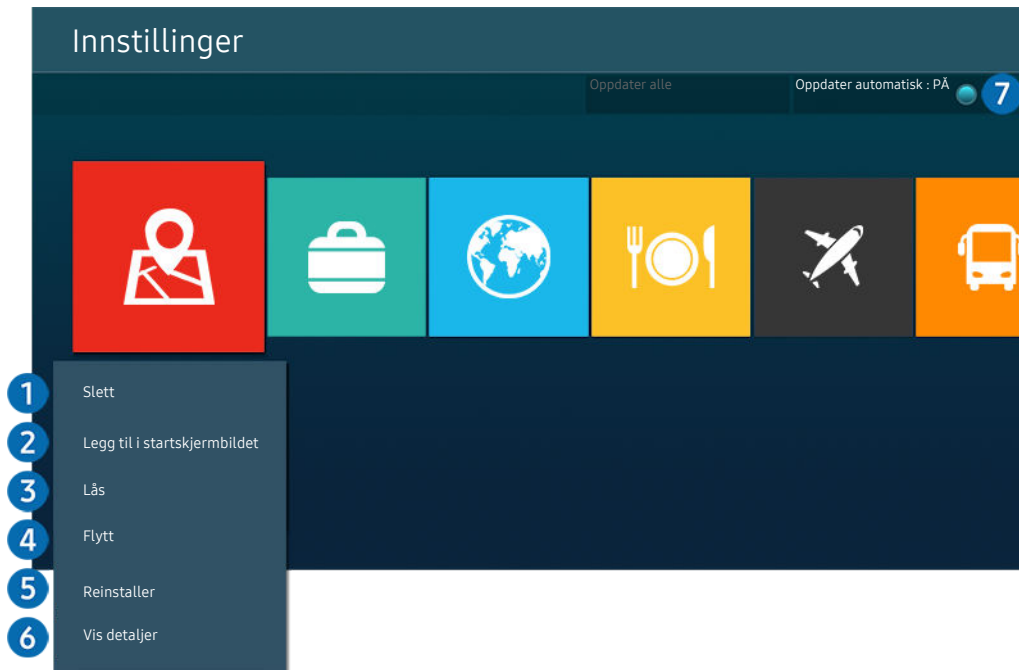 Innstillinger
Oppdater alle
Oppdater automatisk : PÅ
7
1 Slett
2 Legg til i startskjermbildet
3 Lås
4 Flytt
5 Reinstaller
6 Vis detaljer